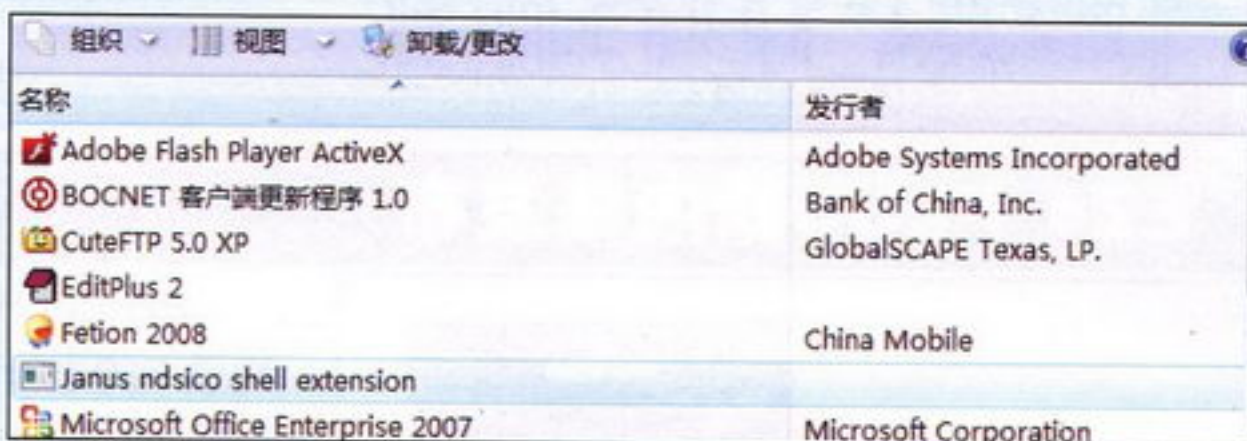 组织 视图 卸载/更改
名称 发行者
Adobe Flash Player ActiveX Adobe Systems Incorporated
BOCNET 客户端更新程序 1.0 Bank of China, Inc.
CuteFTP 5.0 XP GlobalSCAPE Texas, LP.
EditPlus 2
Fetion 2008 China Mobile
Janus ndsico shell extension
Microsoft Office Enterprise 2007 Microsoft Corporation